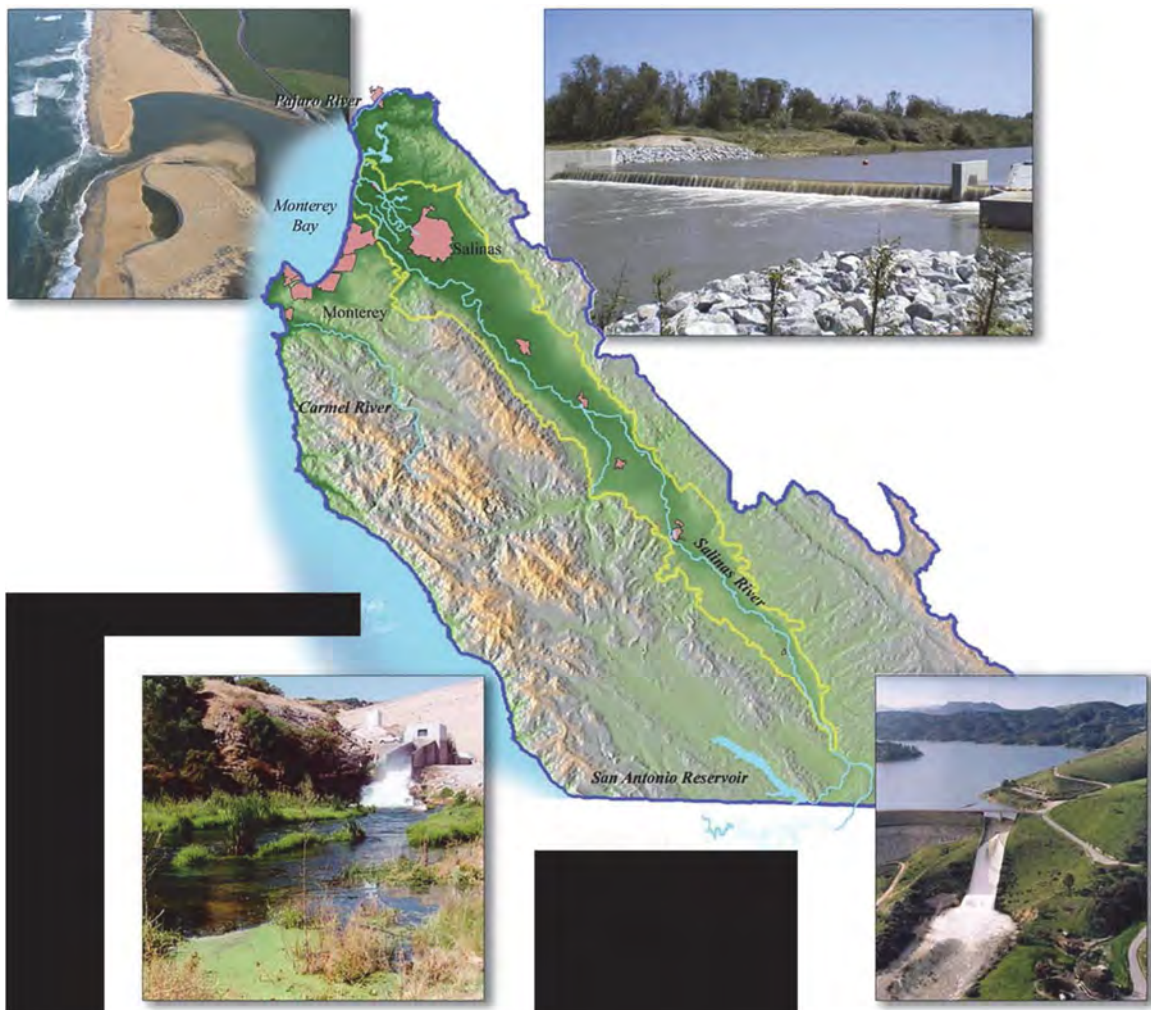 Pajaro River
Monterey
Bay
Salinas
Monterey
Carmel River
Salinas River
San Antonio Reservoir